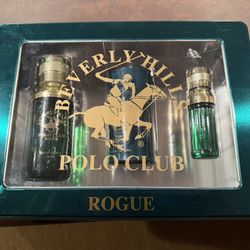 BEVERLY HILLS
®
POLO CLUB
ROGUE